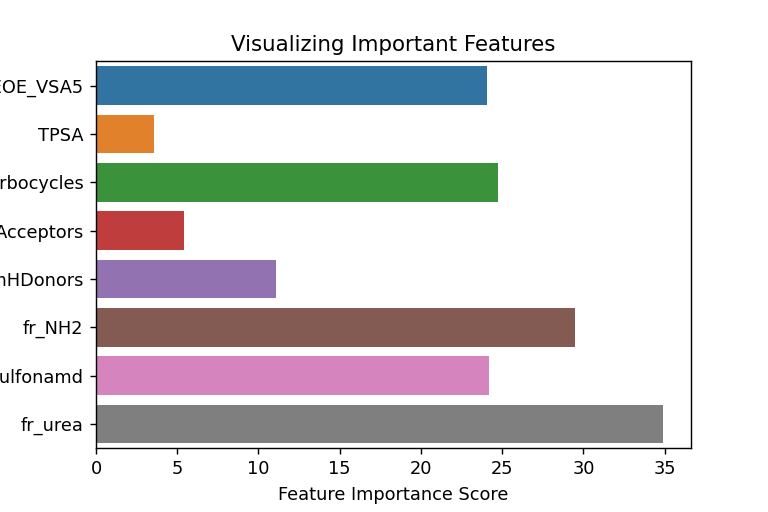 Visualizing Important Features
EOE_VSA5
TPSA
rbocycles
Acceptors
nHDonors
fr_NH2
ulfonamd
fr_urea
0 5 10 15 20 25 30 35
Feature Importance Score